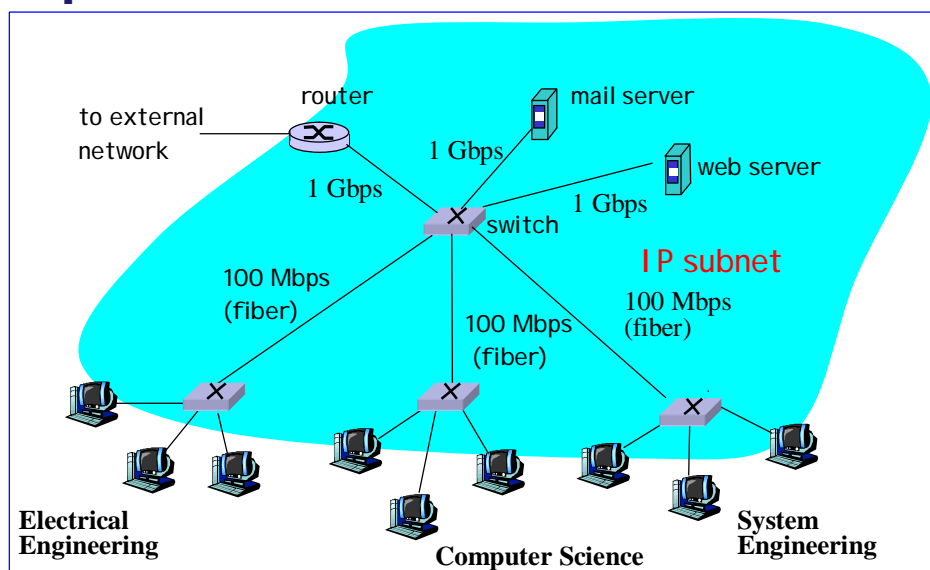 router
mail server
to external
network
1 Gbps
1 Gbps
web server
1 Gbps
switch
IP subnet
100 Mbps
(fiber)
100 Mbps
(fiber)
100 Mbps
(fiber)
Electrical
Engineering
Computer Science
System
Engineering